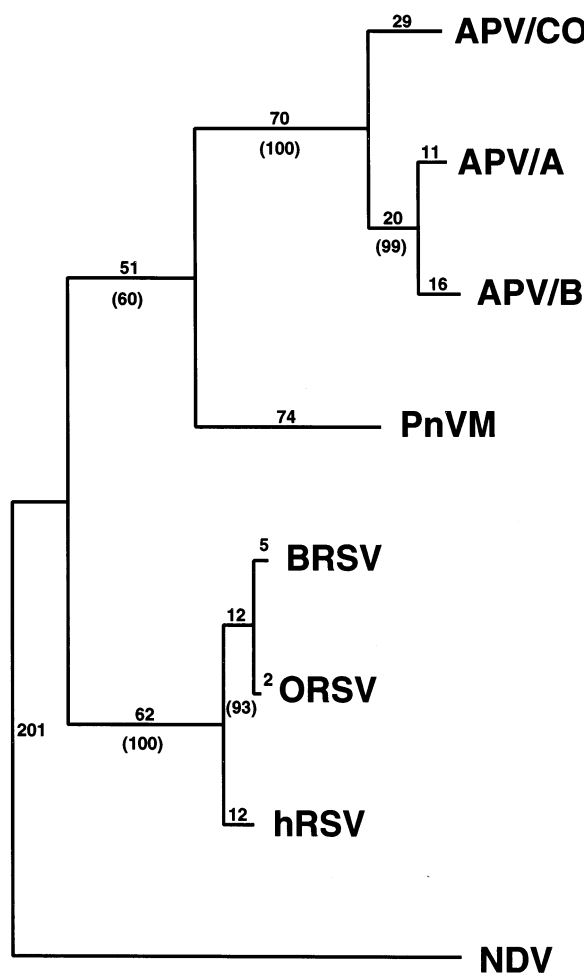 29 APV/CO
70
(100)
11 APV/A
20
(99)
16 APV/B
51
(60)
74 PnVM
5 BRSV
12
2 ORSV
(93)
62
(100)
201
12 hRSV
NDV